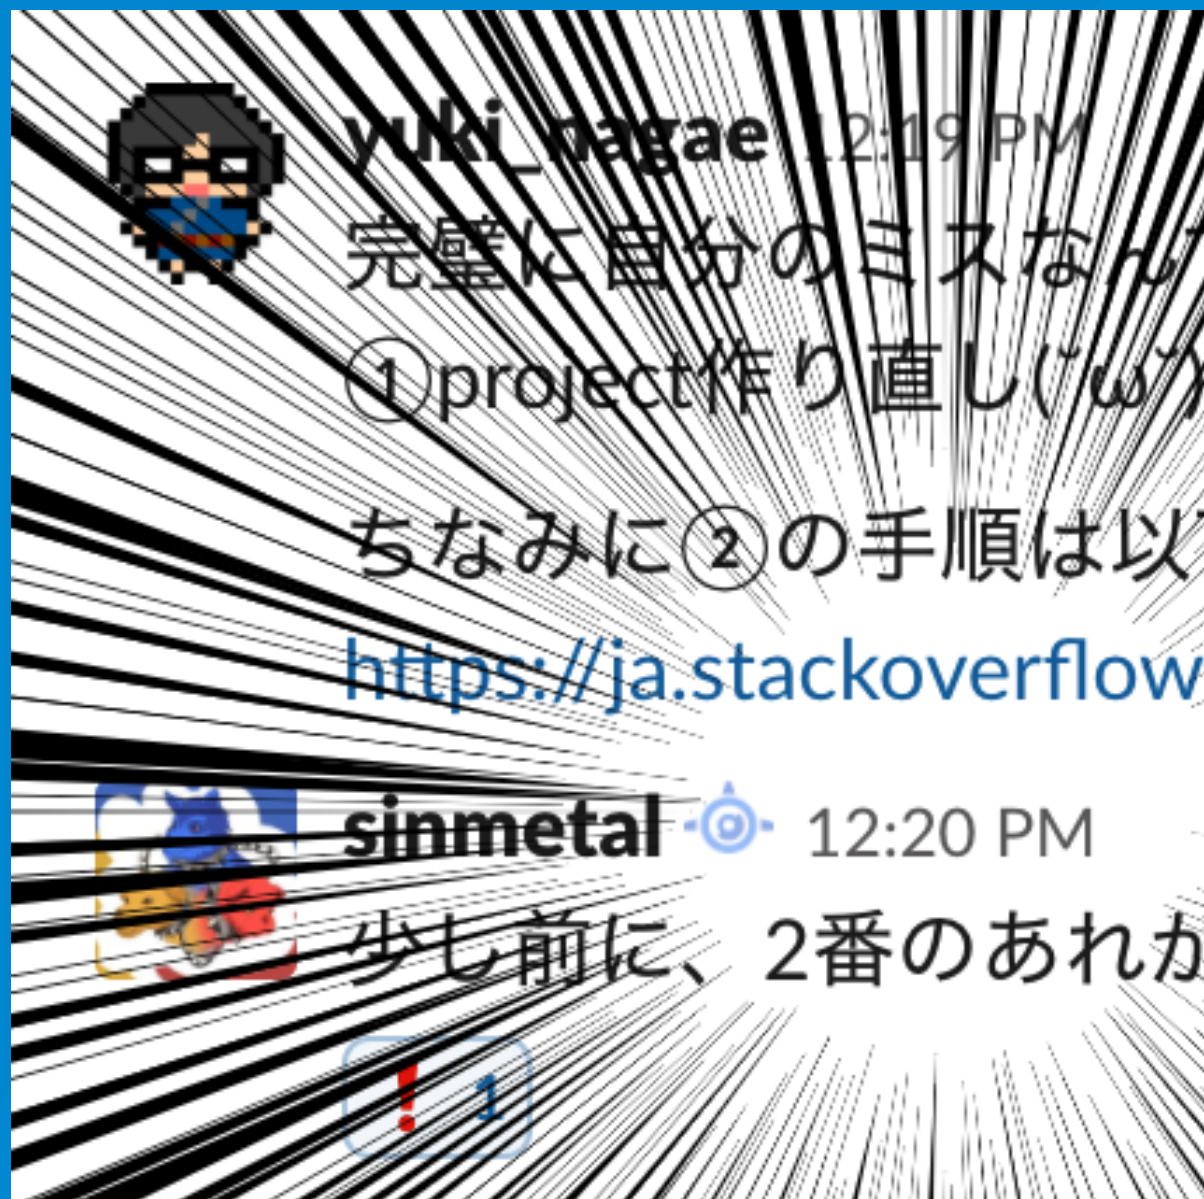 yuki_nagae 12:19 PM
完璧に自分のミスなん
①project作り直し(˘ω˘)
ちなみに②の手順は以
https://ja.stackoverflow
sinmetal 12:20 PM
少し前に、2番のあれか
❗ 1